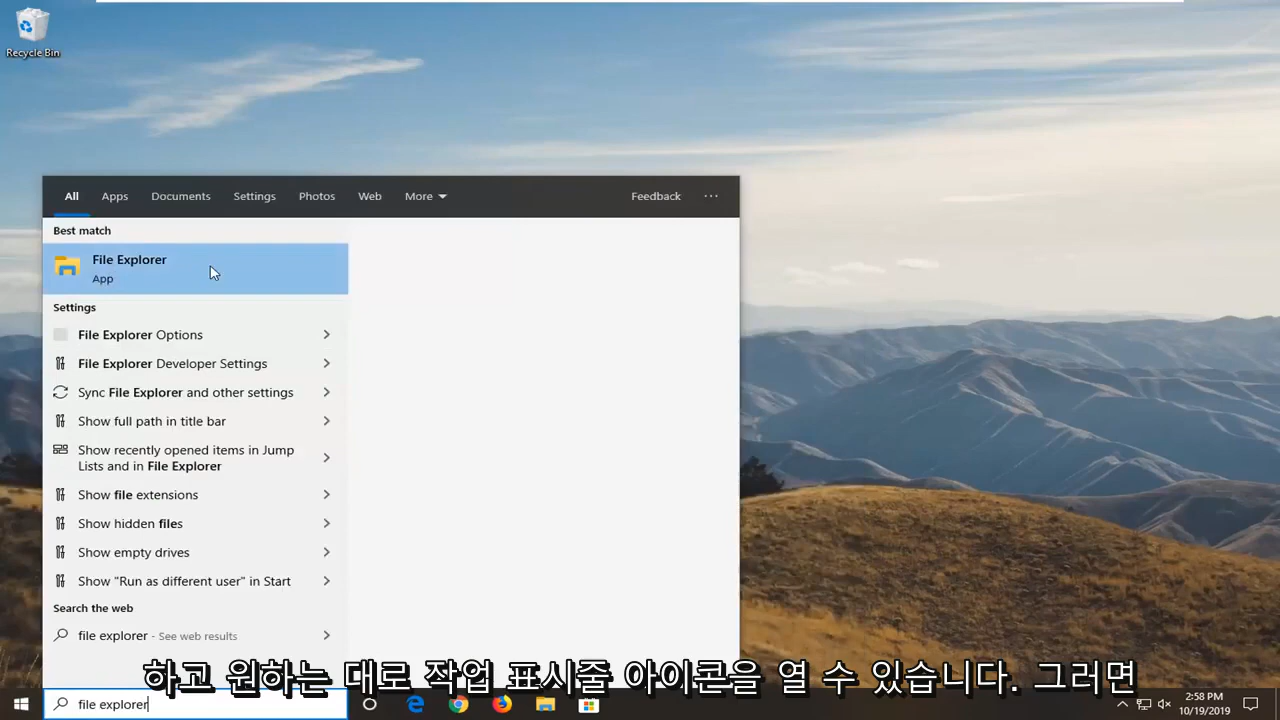 Recycle Bin
All Apps Documents Settings Photos Web More Feedback ...
Best match
File Explorer
App
Settings
File Explorer Options
File Explorer Developer Settings
Sync File Explorer and other settings
Show full path in title bar
Show recently opened items in Jump
Lists and in File Explorer
Show file extensions
Show hidden files
Show empty drives
Show "Run as different user" in Start
Search the web
file explorer - See web results
하고 원하는 대로 작업 표시줄 아이콘을 열 수 있습니다. 그러면
file explorer
2:58 PM
10/19/2019